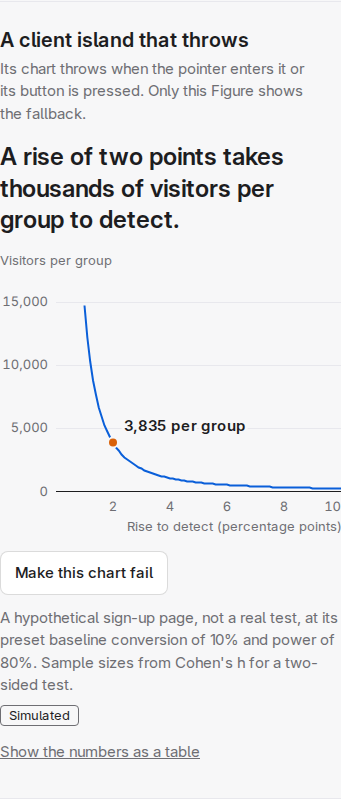 A client island that throws
Its chart throws when the pointer enters it or
its button is pressed. Only this Figure shows
the fallback.
A rise of two points takes
thousands of visitors per
group to detect.
Visitors per group
15,000
10,000
5,000
3,835 per group
0
2 4 6 8 10
Rise to detect (percentage points)
Make this chart fail
A hypothetical sign-up page, not a real test, at its
preset baseline conversion of 10% and power of
80%. Sample sizes from Cohen's h for a two-
sided test.
Simulated
Show the numbers as a table